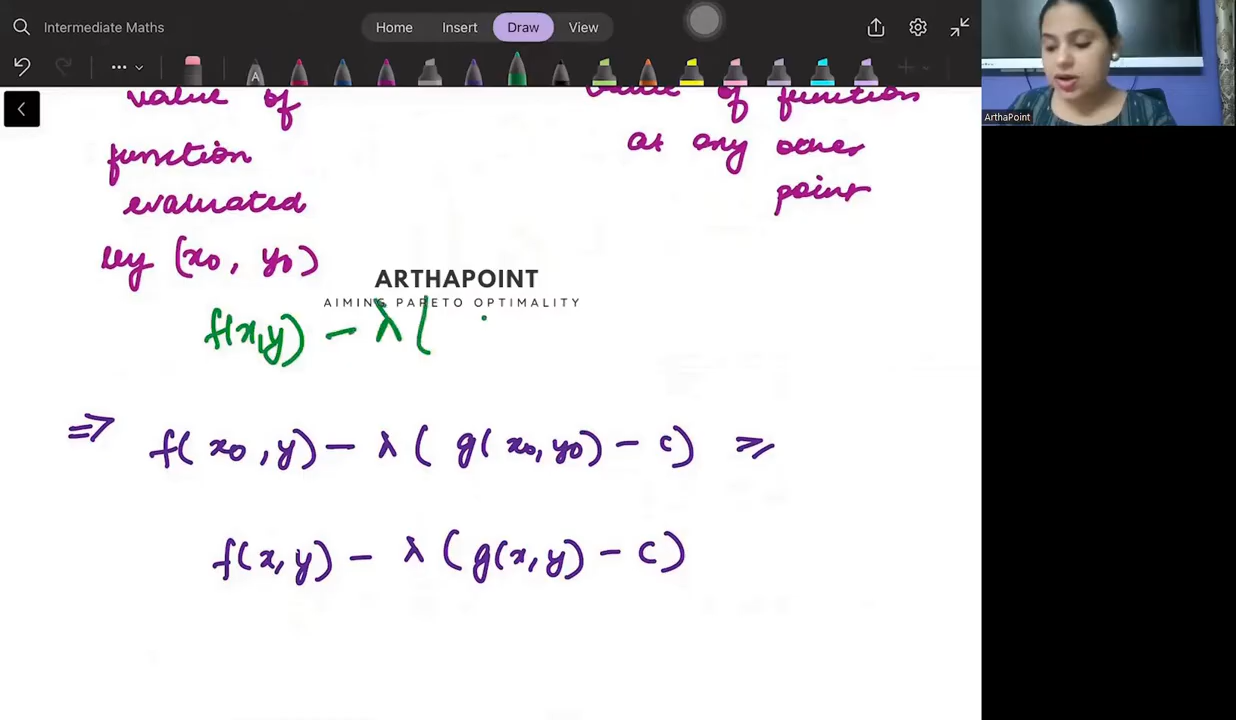 Intermediate Maths
Home Insert Draw View
A
value of
function
evaluated
by (x0, y0)
value of function
at any other
point
ARTHAPOINT
AIMING PARETO OPTIMALITY
f(x,y) – λ(
⇒ f( x0 , y) – λ ( g( x0, y0) – c) ⩾
f(x,y) – λ (g(x,y) – c)
ArthaPoint